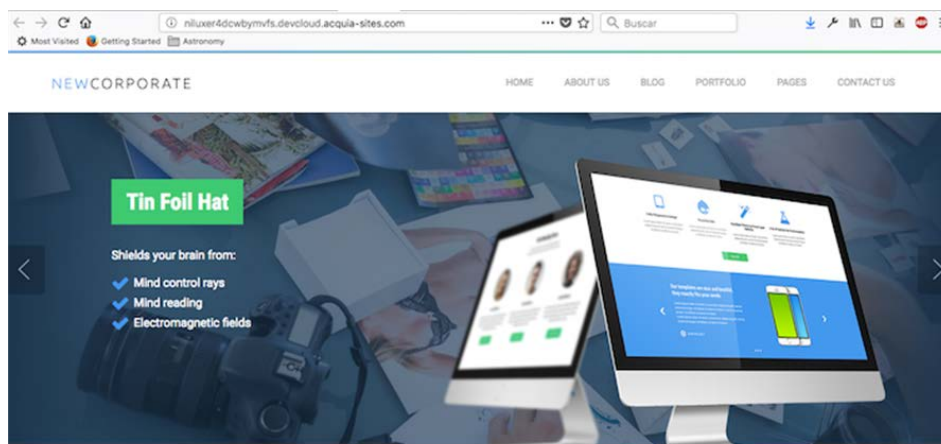 niluxer4dcwbymvfs.devcloud.acquia-sites.com
Buscar
Most Visited Getting Started Astronomy
NEWCORPORATE
HOME ABOUT US BLOG PORTFOLIO PAGES CONTACT US
Tin Foil Hat
Shields your brain from:
Mind control rays
Mind reading
Electromagnetic fields